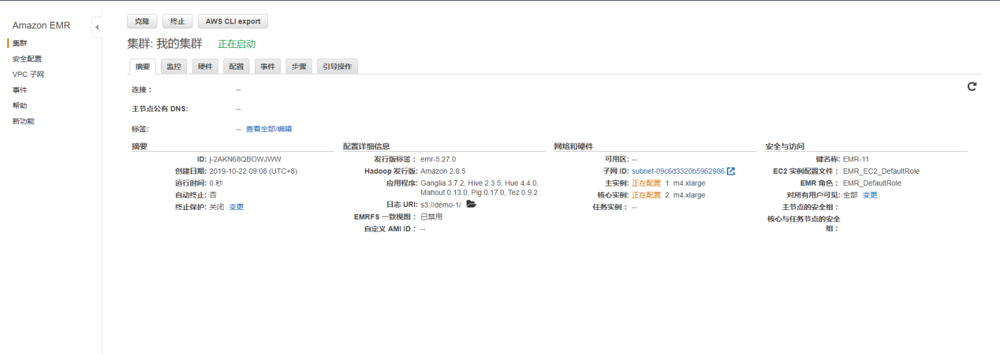 Amazon EMR
集群
安全配置
VPC 子网
事件
帮助
新功能
克隆 终止 AWS CLI export
集群: 我的集群 正在启动
摘要 监控 硬件 配置 事件 步骤 引导操作
连接： --
主节点公有 DNS: --
标签: -- 查看全部/编辑
摘要
ID: j-2AKN68QBOWJWW
创建日期: 2019-10-22 09:08 (UTC+8)
运行时间: 0 秒
自动终止: 否
终止保护: 关闭 变更
配置详细信息
发行版标签： emr-5.27.0
Hadoop 发行版: Amazon 2.8.5
应用程序: Ganglia 3.7.2, Hive 2.3.5, Hue 4.4.0,
Mahout 0.13.0, Pig 0.17.0, Tez 0.9.2
日志 URI: s3://demo-1/
EMRFS 一致视图： 已禁用
自定义 AMI ID： --
网络和硬件
可用区: --
子网 ID: subnet-09c6d3320b5962986
主实例: 正在配置 1 m4.xlarge
核心实例: 正在配置 2 m4.xlarge
任务实例： --
安全与访问
键名称: EMR-11
EC2 实例配置文件： EMR_EC2_DefaultRole
EMR 角色： EMR_DefaultRole
对所有用户可见: 全部 变更
主节点的安全组：
核心与任务节点的安全
组：